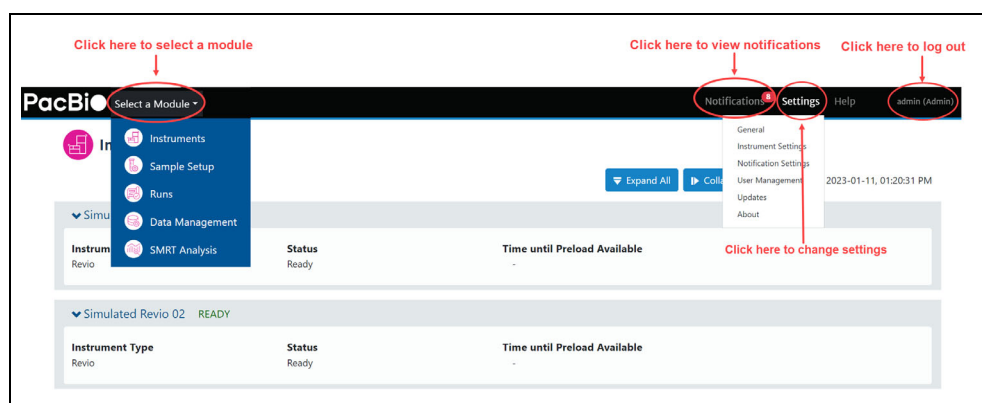 Click here to select a module
Click here to view notifications
Click here to log out
PacBi
Select a Module
Notifications 8
Settings
Help
admin (Admin)
In
Instruments
Sample Setup
Runs
Data Management
SMRT Analysis
General
Instrument Settings
Notification Settings
User Management
Updates
About
Expand All
Colla
2023-01-11, 01:20:31 PM
Click here to change settings
Simu
Instrum
Revio
Status
Ready
Time until Preload Available
-
Simulated Revio 02 READY
Instrument Type
Revio
Status
Ready
Time until Preload Available
-